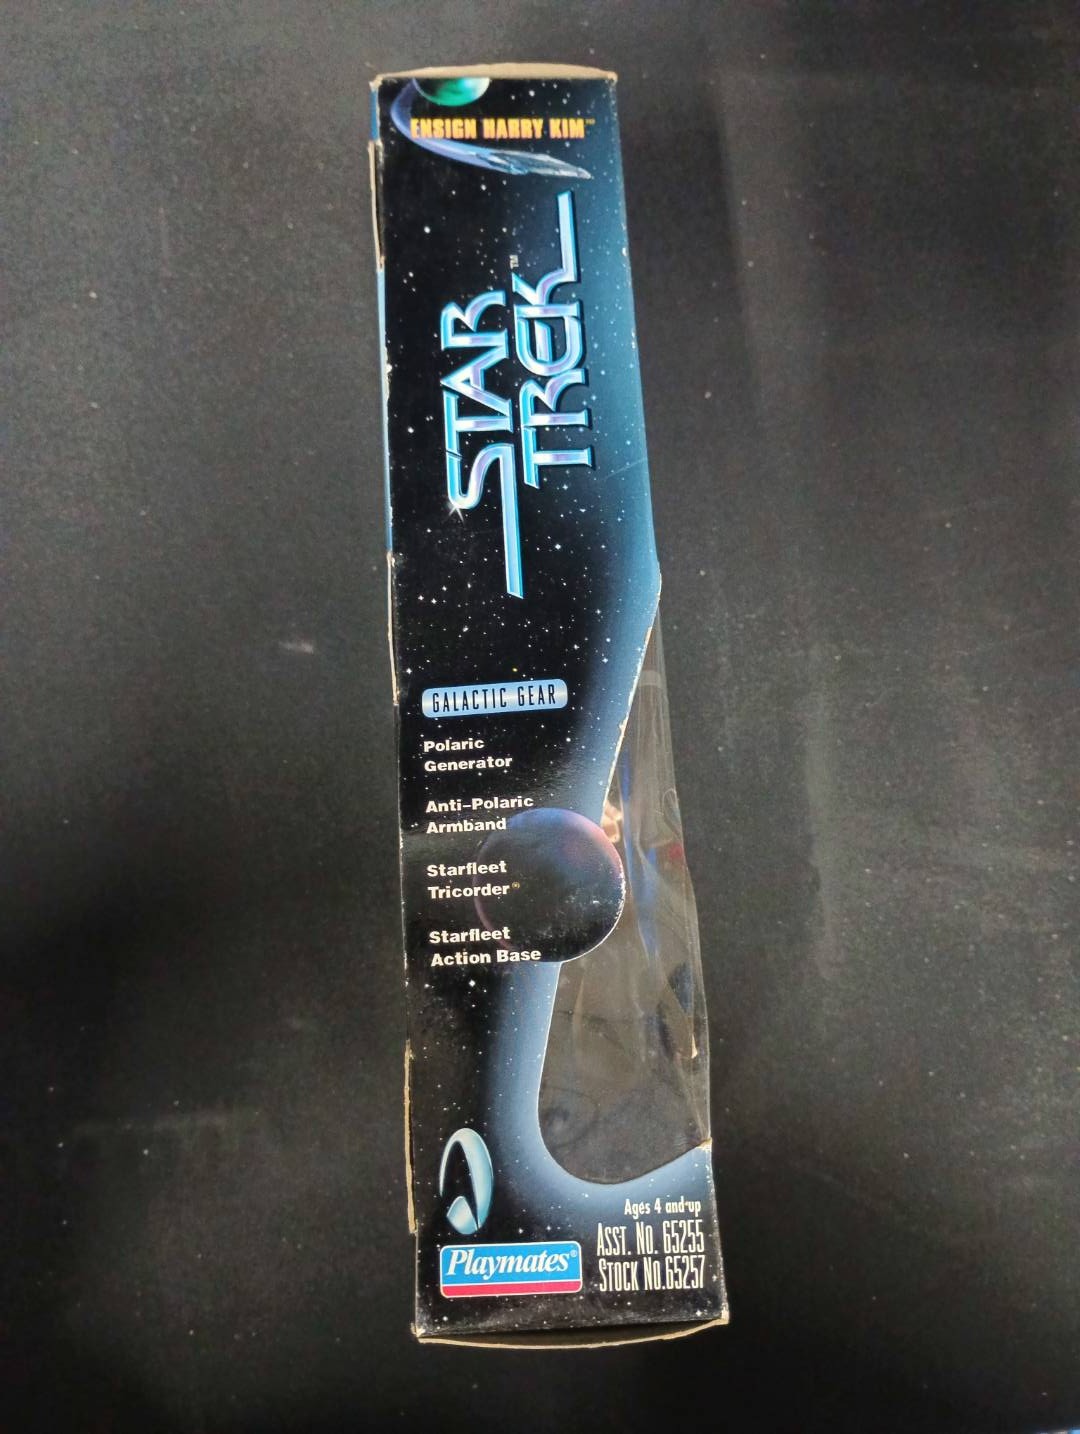 ENSIGN HARRY KIM™
STAR
TREK™
GALACTIC GEAR
Polaric
Generator
Anti-Polaric
Armband
Starfleet
Tricorder®
Starfleet
Action Base
Ages 4 and up
ASST. NO. 65255
STOCK NO.65257
Playmates®